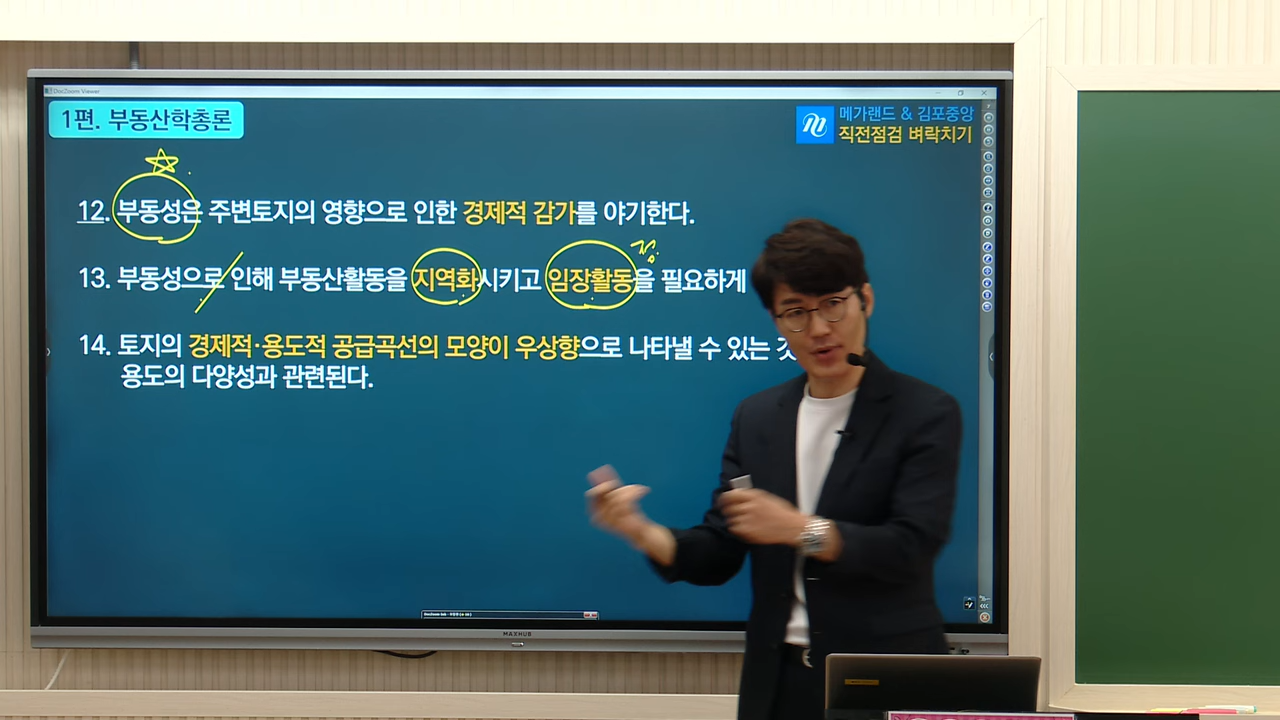 DocZoom Viewer
1편. 부동산학총론
메가랜드 & 김포중앙
직전점검 벼락치기
12. 부동성은 주변토지의 영향으로 인한 경제적 감가를 야기한다.
13. 부동성으로 인해 부동산활동을 지역화시키고 임장활동을 필요하게
14. 토지의 경제적·용도적 공급곡선의 모양이 우상향으로 나타낼 수 있는 것
용도의 다양성과 관련된다.
MAXHUB